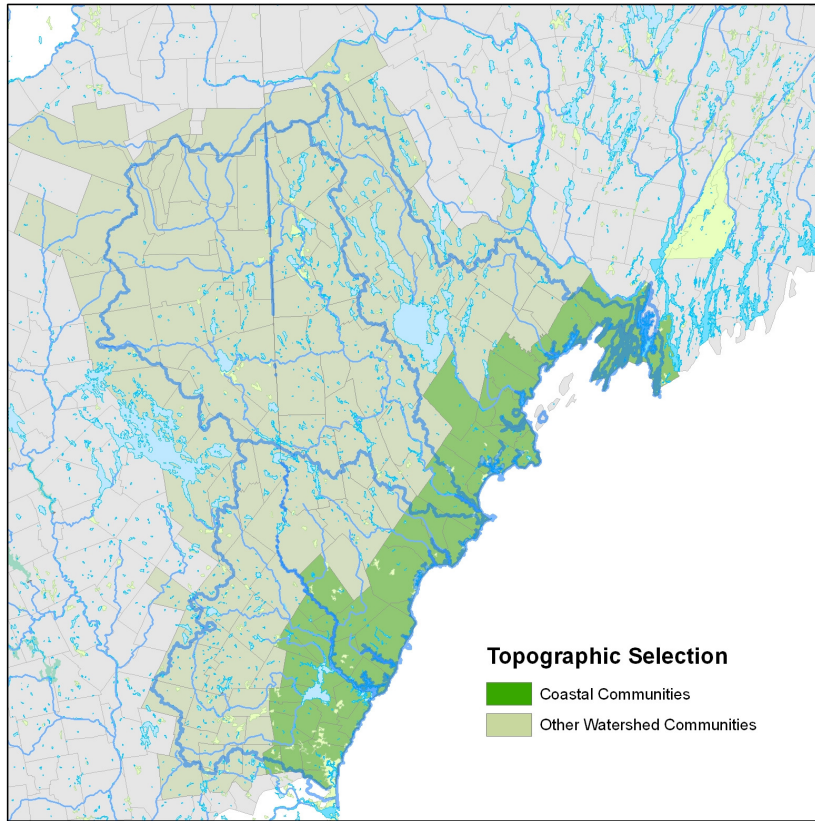 Topographic Selection
Coastal Communities
Other Watershed Communities